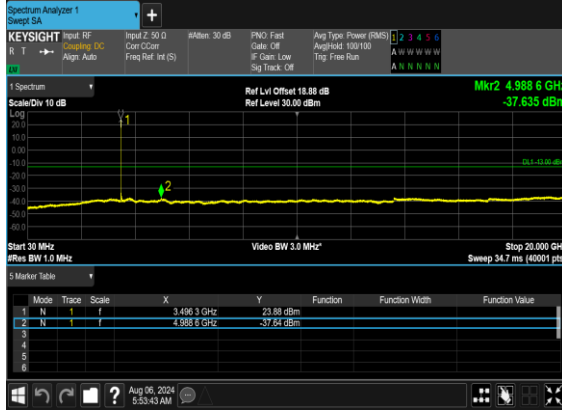 Spectrum Analyzer 1
Swept SA
+
KEYSIGHT
R T
Input: RF
Coupling: DC
Align: Auto
Input Z: 50 Ω
Corr CCorr
Freq Ref: Int (S)
#Atten: 30 dB
PNO: Fast
Gate: Off
IF Gain: Low
Sig Track: Off
Avg Type: Power (RMS)
Avg|Hold: 100/100
Trig: Free Run
1 2 3 4 5 6
A W W W W W
A N N N N N
1 Spectrum
Scale/Div 10 dB
Ref Lvl Offset 18.88 dB
Ref Level 30.00 dBm
Mkr2 4.988 6 GHz
-37.635 dBm
Log
20.0
10.0
0.00
-10.0
-20.0
-30.0
-40.0
-50.0
-60.0
1
2
DL1 -13.00 dBm
Start 30 MHz
#Res BW 1.0 MHz
Video BW 3.0 MHz*
Stop 20.000 GHz
Sweep 34.7 ms (40001 pts)
5 Marker Table
Mode Trace Scale X Y Function Function Width Function Value
1 N 1 f 3.496 3 GHz 23.88 dBm
2 N 1 f 4.988 6 GHz -37.64 dBm
3
4
5
6
?
Aug 06, 2024
5:53:43 AM